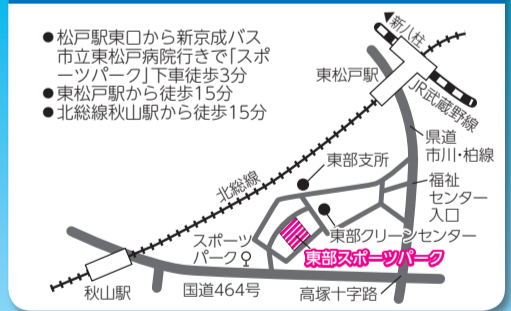 ●松戸駅東口から新京成バス
市立東松戸病院行きで「スポ
ーツパーク」下車徒歩3分
●東松戸駅から徒歩15分
●北総線秋山駅から徒歩15分
新八柱
東松戸駅
JR武蔵野線
県道
市川・柏線
北総線
東部支所
福祉
センター
入口
東部クリーンセンター
スポーツ
パーク
東部スポーツパーク
秋山駅
国道464号
高塚十字路